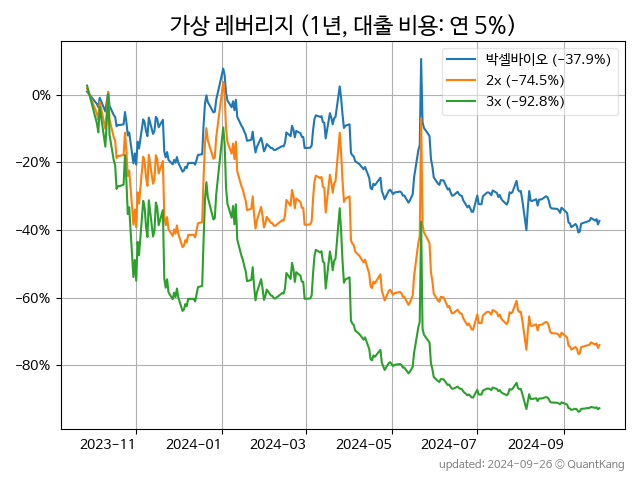 가상 레버리지 (1년, 대출 비용: 연 5%)
박셀바이오 (−37.9%)
2x (−74.5%)
3x (−92.8%)
0%
−20%
−40%
−60%
−80%
2023-11 2024-01 2024-03 2024-05 2024-07 2024-09
updated: 2024-09-26 © QuantKang